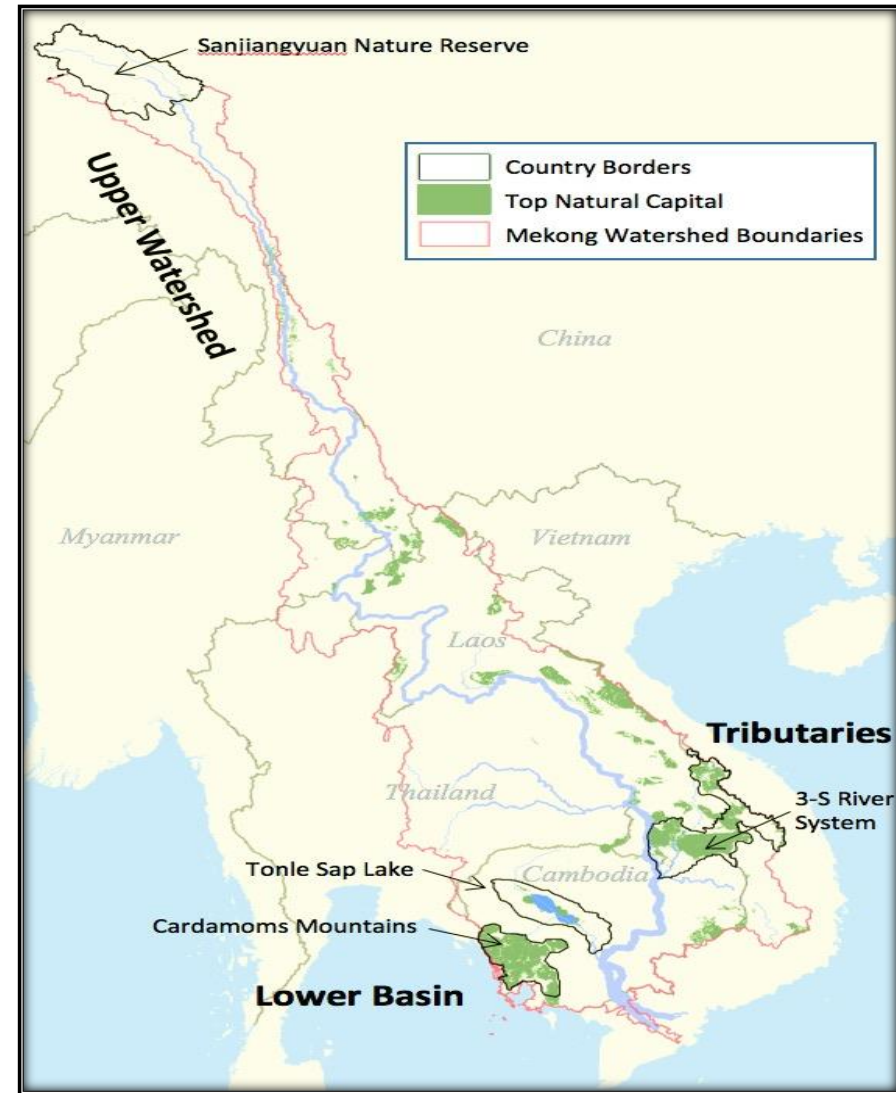 Sanjiangyuan Nature Reserve
Country Borders
Top Natural Capital
Mekong Watershed Boundaries
Upper Watershed
China
Myanmar
Vietnam
Laos
Tributaries
Thailand
3-S River
System
Tonle Sap Lake
Cambodia
Cardamoms Mountains
Lower Basin